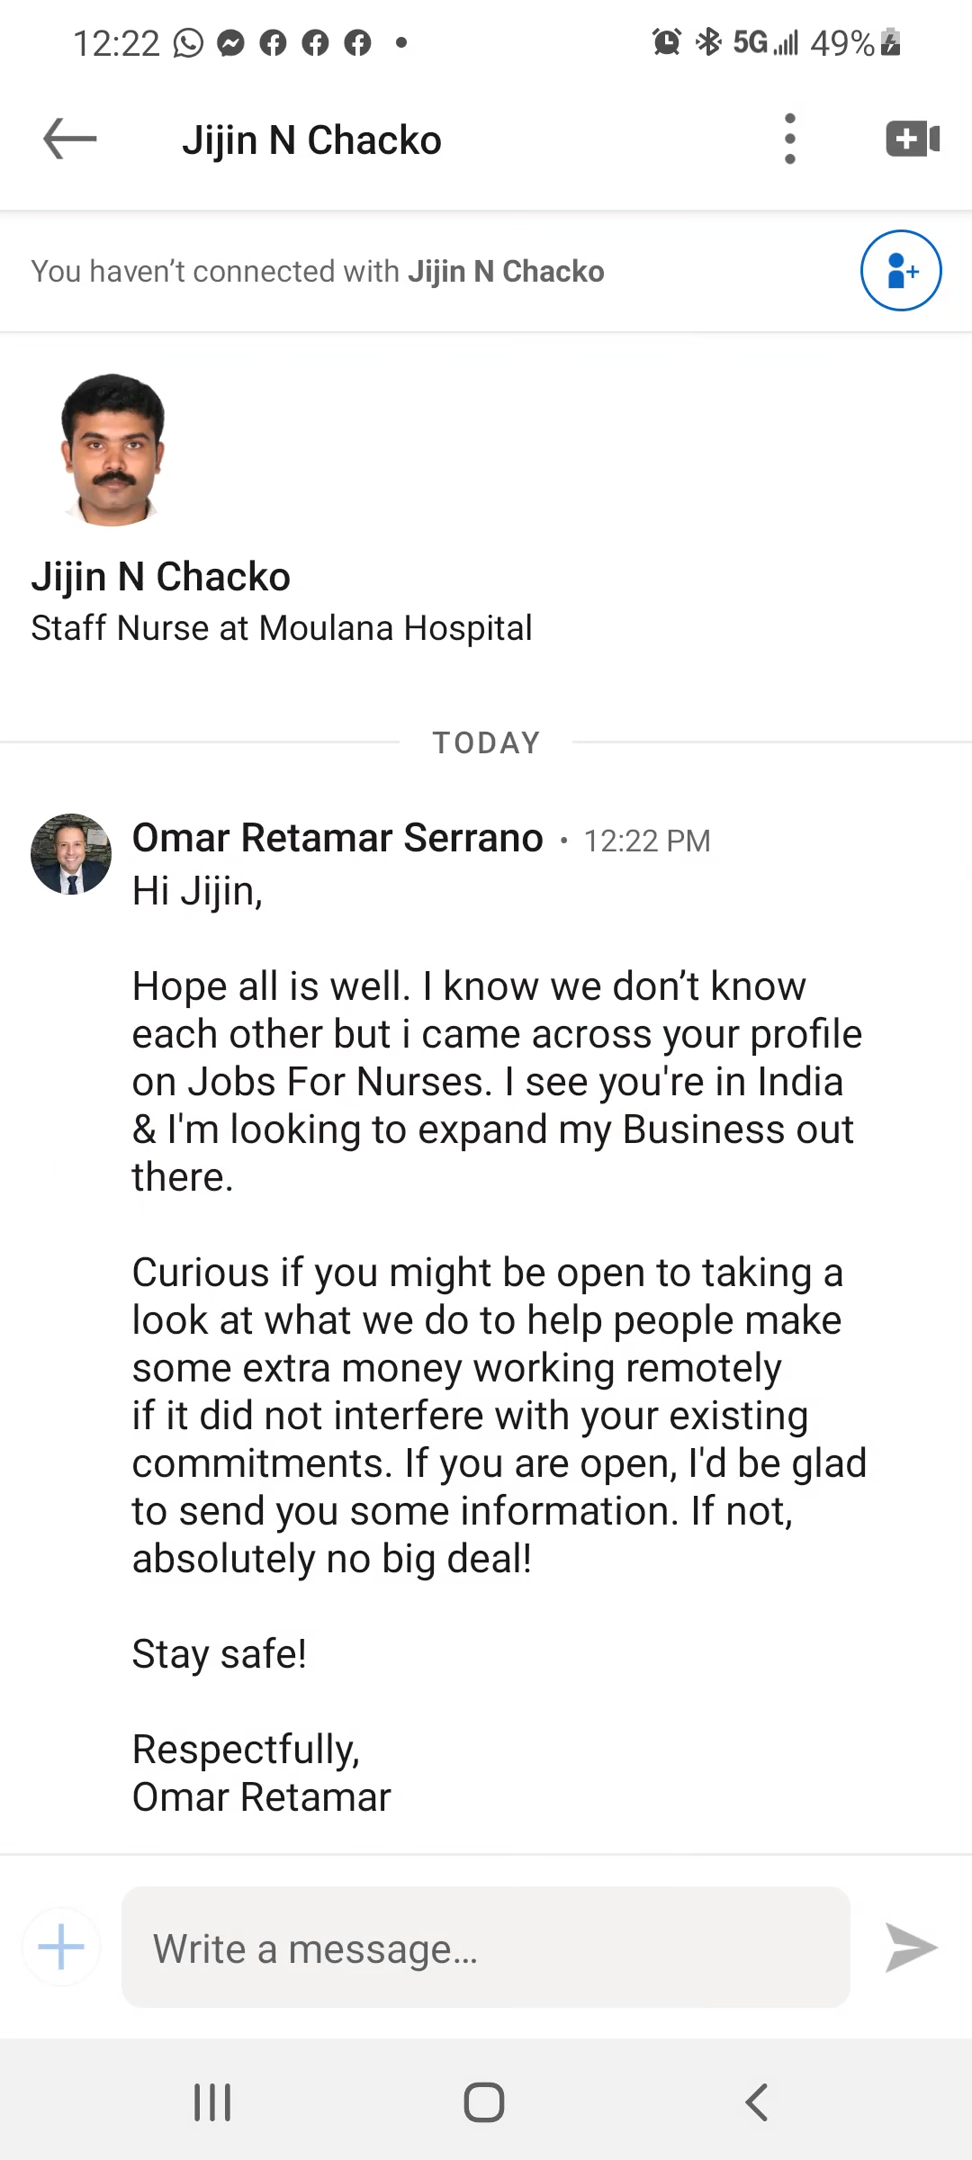 12:22 5G 49%
Jijin N Chacko
You haven’t connected with Jijin N Chacko
Jijin N Chacko
Staff Nurse at Moulana Hospital
TODAY
Omar Retamar Serrano • 12:22 PM
Hi Jijin,
Hope all is well. I know we don’t know
each other but i came across your profile
on Jobs For Nurses. I see you're in India
& I'm looking to expand my Business out
there.
Curious if you might be open to taking a
look at what we do to help people make
some extra money working remotely
if it did not interfere with your existing
commitments. If you are open, I'd be glad
to send you some information. If not,
absolutely no big deal!
Stay safe!
Respectfully,
Omar Retamar
Write a message…